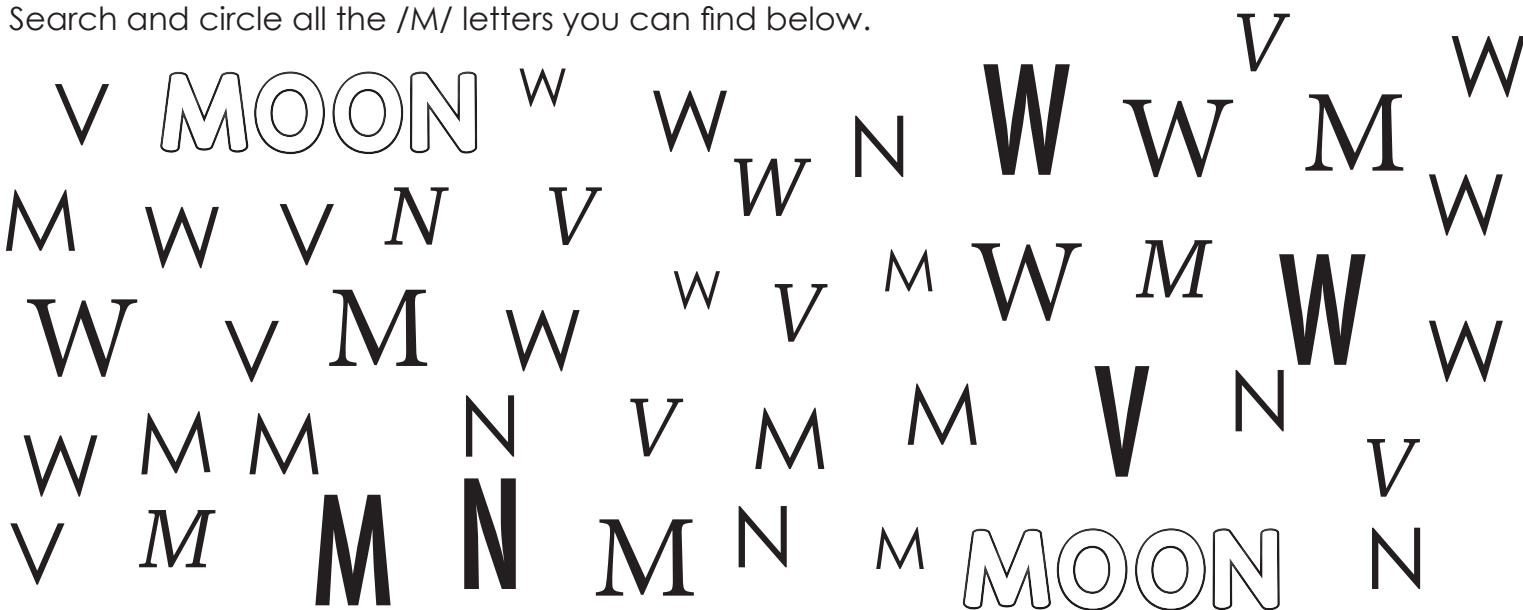 Search and circle all the /M/ letters you can find below.
V MOON W W N W W V M W
M W V N V W W
W V M W W V M W M W W
W M M N V M M V N V
V M M N M N M MOON N